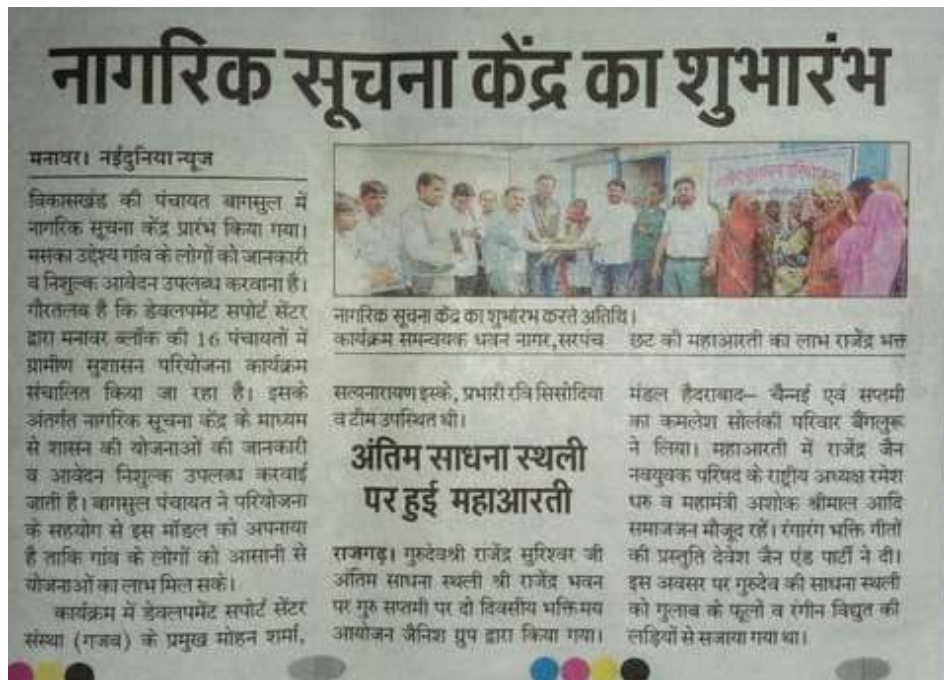 नागरिक सूचना केंद्र का शुभारंभ
मनावर। नईदुनिया न्यूज
विकासखंड की पंचायत बागसुल में
नागरिक सूचना केंद्र प्रारंभ किया गया।
मसका उद्देश्य गांव के लोगों को जानकारी
व निशुल्क आवेदन उपलब्ध करवाना है।
गौरतलब है कि डेवलपमेंट सपोर्ट सेंटर
द्वारा मनावर ब्लॉक की 16 पंचायतों में
ग्रामीण सुशासन परियोजना कार्यक्रम
संचालित किया जा रहा है। इसके
अंतर्गत नागरिक सूचना केंद्र के माध्यम
से शासन की योजनाओं की जानकारी
व आवेदन निशुल्क उपलब्ध करवाई
जाती है। बागसुल पंचायत ने परियोजना
के सहयोग से इस मॉडल को अपनाया
है ताकि गांव के लोगों को आसानी से
योजनाओं का लाभ मिल सके।
कार्यक्रम में डेवलपमेंट सपोर्ट सेंटर
संस्था (गजब) के प्रमुख मोहन शर्मा,
नागरिक सूचना केंद्र का शुभारंभ करते अतिथि।
कार्यक्रम समन्वयक धवन नागर,सरपंच
सत्यनारायण इस्के, प्रभारी रवि सिसोदिया
व टीम उपस्थित थी।
अंतिम साधना स्थली
पर हुई महाआरती
राजगढ़। गुरुदेवश्री राजेंद्र सुरिश्वर जी
अंतिम साधना स्थली श्री राजेंद्र भवन
पर गुरु सप्तमी पर दो दिवसीय भक्तिमय
आयोजन जैनिश ग्रुप द्वारा किया गया।
छट की महाआरती का लाभ राजेंद्र भक्त
मंडल हैदराबाद– चैन्नई एवं सप्तमी
का कमलेश सोलंकी परिवार बैंगलुरू
ने लिया। महाआरती में राजेंद्र जैन
नवयुवक परिषद के राष्ट्रीय अध्यक्ष रमेश
धरु व महामंत्री अशोक श्रीमाल आदि
समाजजन मौजूद रहें। रंगारंग भक्ति गीतों
की प्रस्तुति देवेश जैन एंड पार्टी ने दी।
इस अवसर पर गुरुदेव की साधना स्थली
को गुलाब के फूलों व रंगीन विद्युत की
लड़ियों से सजाया गया था।